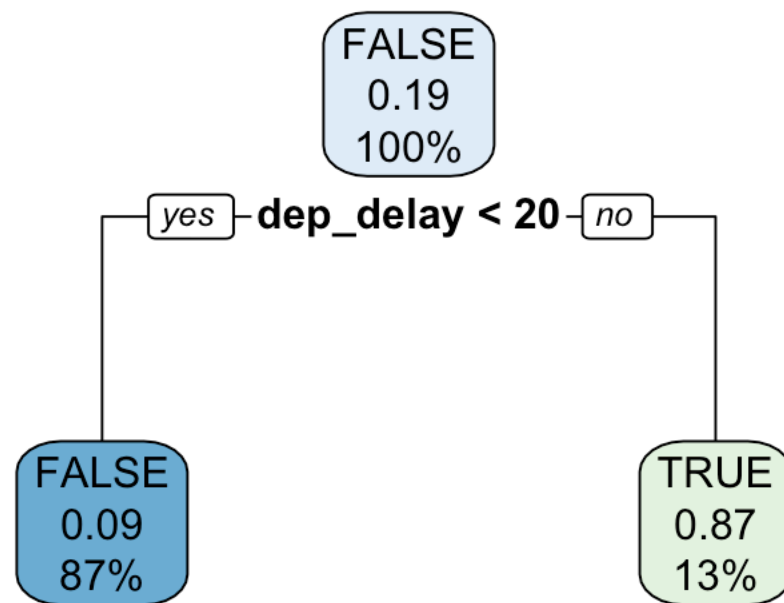 FALSE
0.19
100%
yes dep_delay < 20 no
FALSE
0.09
87%
TRUE
0.87
13%